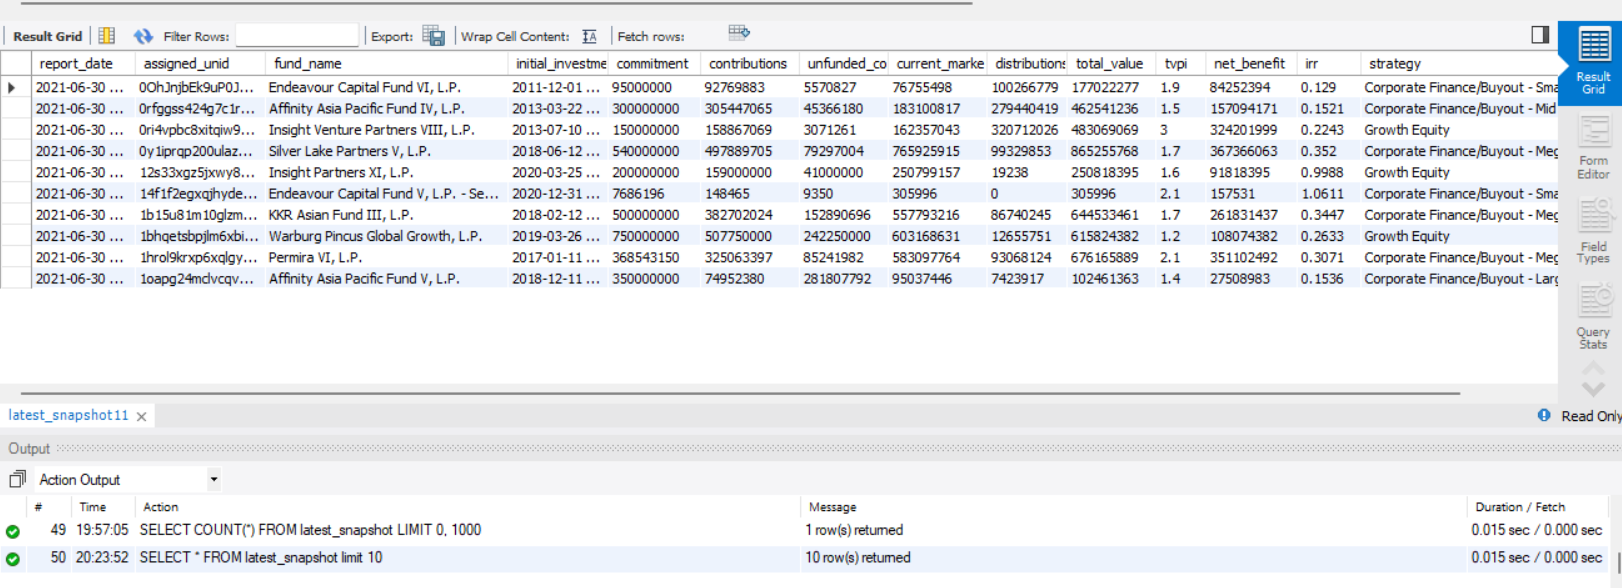 Result Grid Filter Rows: Export: Wrap Cell Content: Fetch rows:
Result Grid
report_date assigned_unid fund_name initial_investme commitment contributions unfunded_co current_marke distributions total_value tvpi net_benefit irr strategy
2021-06-30 ... 0OhJnjbEk9uP0J... Endeavour Capital Fund VI, L.P. 2011-12-01 ... 95000000 92769883 5570827 76755498 100266779 177022277 1.9 84252394 0.129 Corporate Finance/Buyout - Sma
2021-06-30 ... 0rfggss424g7c1r... Affinity Asia Pacific Fund IV, L.P. 2013-03-22 ... 300000000 305447065 45366180 183100817 279440419 462541236 1.5 157094171 0.1521 Corporate Finance/Buyout - Mid
2021-06-30 ... 0ri4vpbc8xitqiw9... Insight Venture Partners VIII, L.P. 2013-07-10 ... 150000000 158867069 3071261 162357043 320712026 483069069 3 324201999 0.2243 Growth Equity
2021-06-30 ... 0y1iprqp200ulaz... Silver Lake Partners V, L.P. 2018-06-12 ... 540000000 497889705 79297004 765925915 99329853 865255768 1.7 367366063 0.352 Corporate Finance/Buyout - Meg
2021-06-30 ... 12s33xgz5jxwy8... Insight Partners XI, L.P. 2020-03-25 ... 200000000 159000000 41000000 250799157 19238 250818395 1.6 91818395 0.9988 Growth Equity
2021-06-30 ... 14f1f2egxqjhyde... Endeavour Capital Fund V, L.P. - Se... 2020-12-31 ... 7686196 148465 9350 305996 0 305996 2.1 157531 1.0611 Corporate Finance/Buyout - Sma
2021-06-30 ... 1b15u81m10glzm... KKR Asian Fund III, L.P. 2018-02-12 ... 500000000 382702024 152890696 557793216 86740245 644533461 1.7 261831437 0.3447 Corporate Finance/Buyout - Meg
2021-06-30 ... 1bhqetsbpjlm6xbi... Warburg Pincus Global Growth, L.P. 2019-03-26 ... 750000000 507750000 242250000 603168631 12655751 615824382 1.2 108074382 0.2633 Growth Equity
2021-06-30 ... 1hrol9krxp6xqlgy... Permira VI, L.P. 2017-01-11 ... 368543150 325063397 85241982 583097764 93068124 676165889 2.1 351102492 0.3071 Corporate Finance/Buyout - Meg
2021-06-30 ... 1oapg24mclvcqv... Affinity Asia Pacific Fund V, L.P. 2018-12-11 ... 350000000 74952380 281807792 95037446 7423917 102461363 1.4 27508983 0.1536 Corporate Finance/Buyout - Larg
Form Editor
Field Types
Query Stats
latest_snapshot11 Read Only
Output
Action Output
# Time Action Message Duration / Fetch
49 19:57:05 SELECT COUNT(*) FROM latest_snapshot LIMIT 0, 1000 1 row(s) returned 0.015 sec / 0.000 sec
50 20:23:52 SELECT * FROM latest_snapshot limit 10 10 row(s) returned 0.015 sec / 0.000 sec